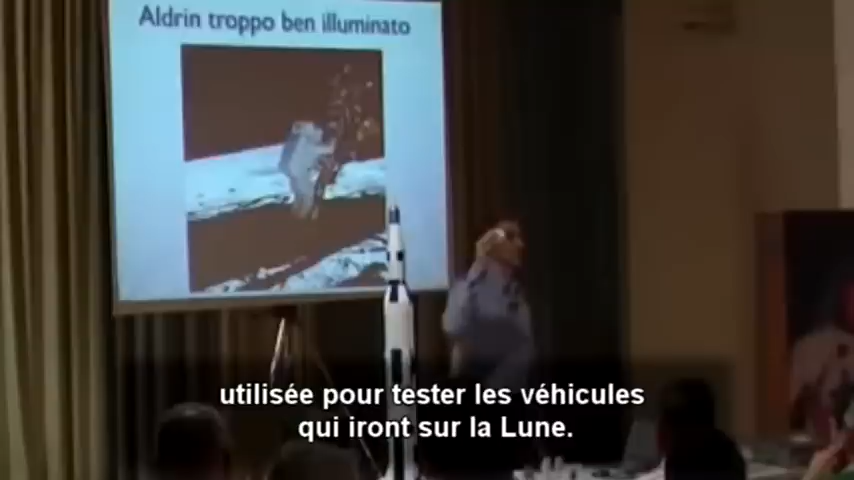 Aldrin troppo ben illuminato
utilisée pour tester les véhicules
qui iront sur la Lune.